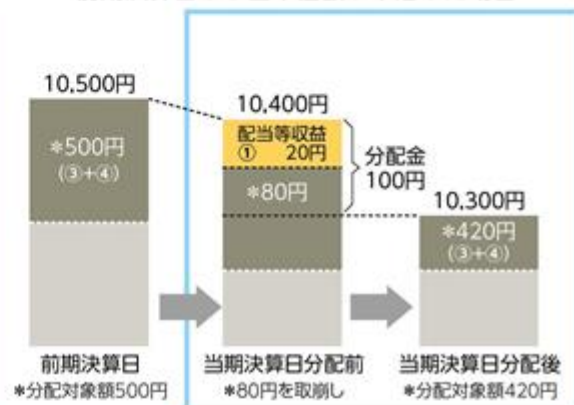 10,500円
*500円
(③+④)
10,400円
配当等収益
① 20円
*80円
分配金
100円
10,300円
*420円
(③+④)
前期決算日
*分配対象額500円
当期決算日分配前
*80円を取崩し
当期決算日分配後
*分配対象額420円